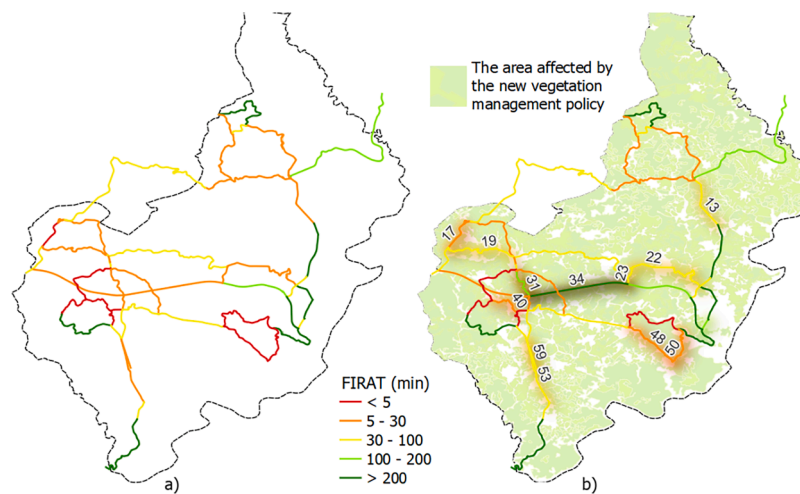 The area affected by
the new vegetation
management policy
13
17
19
22
23
31
34
40
48
50
59
53
FIRAT (min)
< 5
5 - 30
30 - 100
100 - 200
> 200
a)
b)